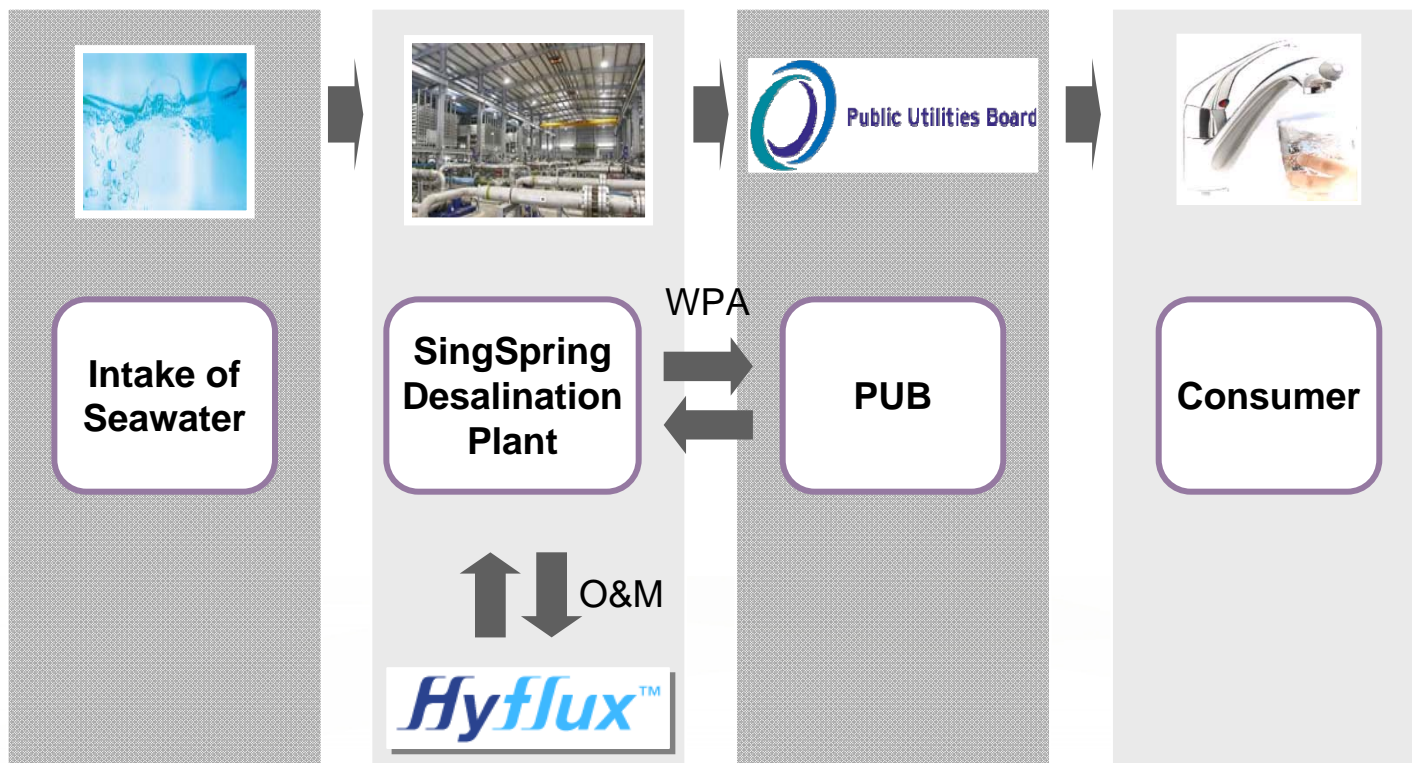 Public Utilities Board
WPA
Intake of
Seawater
SingSpring
Desalination
Plant
PUB
Consumer
O&M
Hyflux™